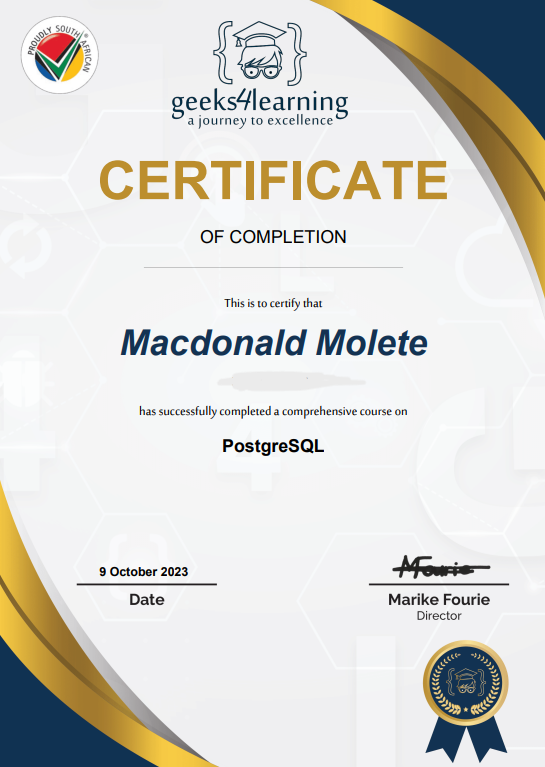 PROUDLY SOUTH AFRICAN
geeks4learning
a journey to excellence
CERTIFICATE
OF COMPLETION
This is to certify that
Macdonald Molete
has successfully completed a comprehensive course on
PostgreSQL
9 October 2023
Date
MFourie
Marike Fourie
Director